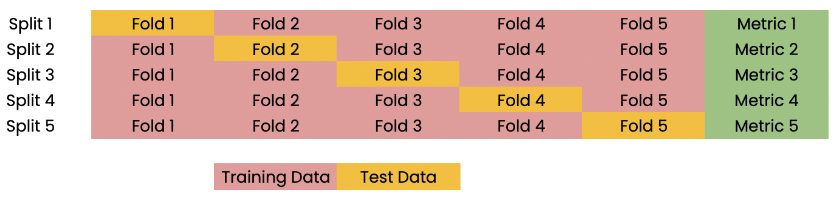 Split 1 Fold 1 Fold 2 Fold 3 Fold 4 Fold 5 Metric 1
Split 2 Fold 1 Fold 2 Fold 3 Fold 4 Fold 5 Metric 2
Split 3 Fold 1 Fold 2 Fold 3 Fold 4 Fold 5 Metric 3
Split 4 Fold 1 Fold 2 Fold 3 Fold 4 Fold 5 Metric 4
Split 5 Fold 1 Fold 2 Fold 3 Fold 4 Fold 5 Metric 5
Training Data Test Data